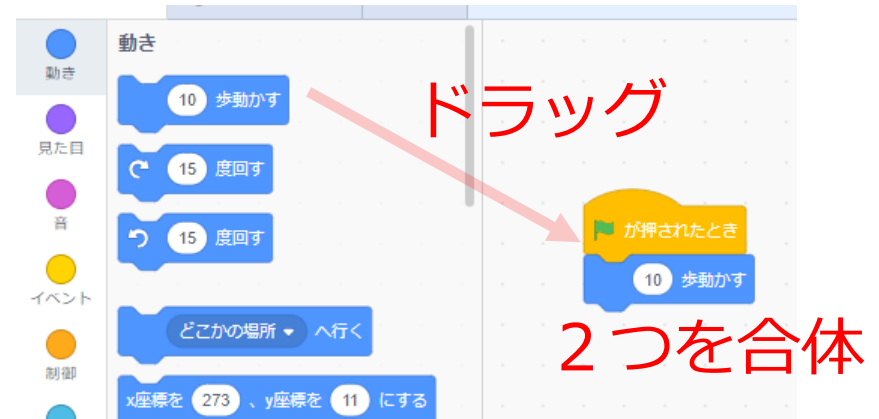 動き
動き
10 歩動かす
ドラッグ
見た目
15 度回す
音
15 度回す
が押されたとき
イベント
10 歩動かす
どこかの場所 へ行く
2つを合体
制御
x座標を 273 、y座標を 11 にする